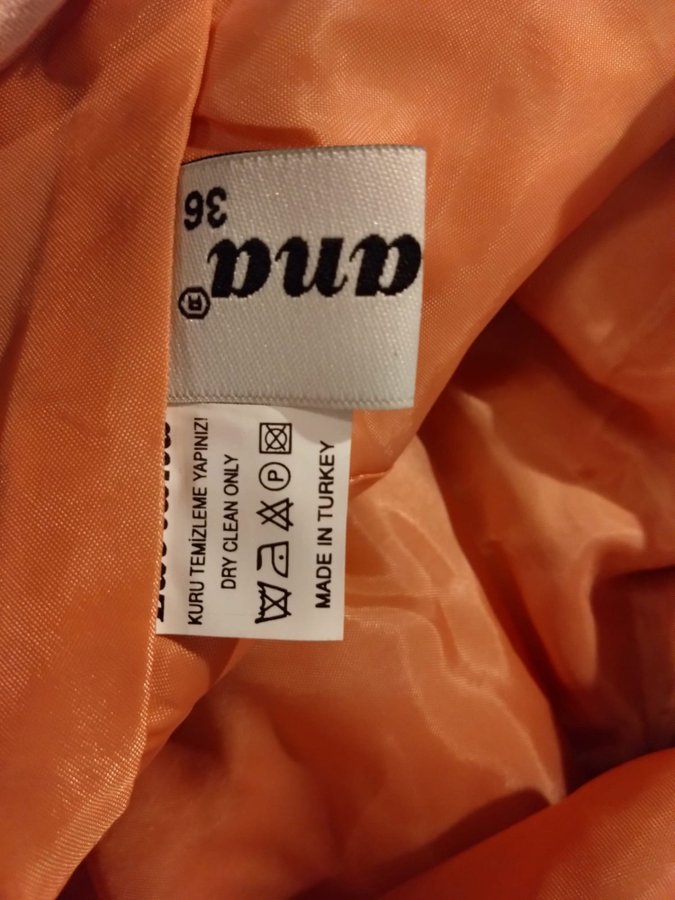 36
ana®
KURU TEMİZLEME YAPINIZ!
DRY CLEAN ONLY
P
MADE IN TURKEY